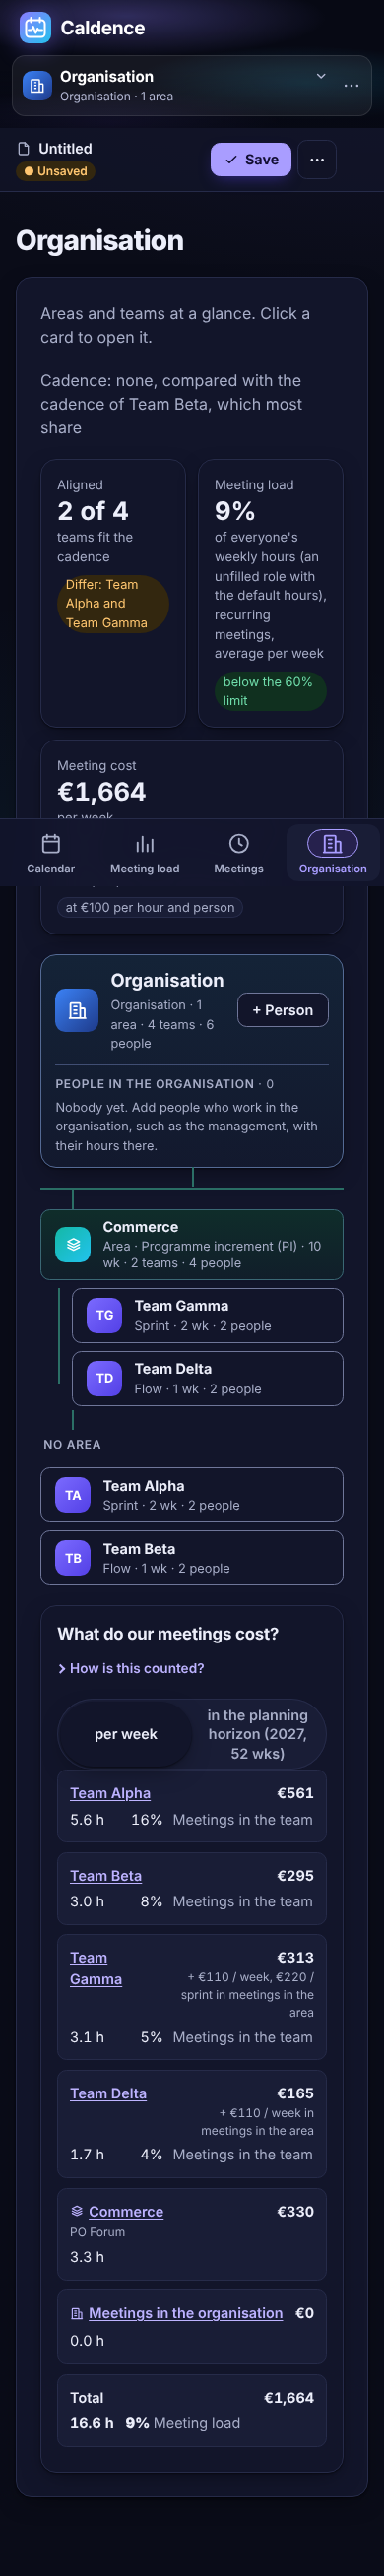 Caldence
Organisation
Organisation · 1 area
Untitled
Unsaved
Save
Organisation
Areas and teams at a glance. Click a
card to open it.
Cadence: none, compared with the
cadence of Team Beta, which most
share
Aligned
2 of 4
teams fit the
cadence
Differ: Team
Alpha and
Team Gamma
Meeting load
9%
of everyone's
weekly hours (an
unfilled role with
the default hours),
recurring
meetings,
average per week
below the 60%
limit
Meeting cost
€1,664
Calendar
Meeting load
Meetings
Organisation
at €100 per hour and person
Organisation
Organisation · 1
area · 4 teams · 6
people
+ Person
PEOPLE IN THE ORGANISATION · 0
Nobody yet. Add people who work in the
organisation, such as the management, with
their hours there.
Commerce
Area · Programme increment (PI) · 10
wk · 2 teams · 4 people
TG
Team Gamma
Sprint · 2 wk · 2 people
TD
Team Delta
Flow · 1 wk · 2 people
NO AREA
TA
Team Alpha
Sprint · 2 wk · 2 people
TB
Team Beta
Flow · 1 wk · 2 people
What do our meetings cost?
How is this counted?
per week
in the planning
horizon (2027,
52 wks)
Team Alpha €561
5.6 h 16% Meetings in the team
Team Beta €295
3.0 h 8% Meetings in the team
Team
Gamma
€313
+ €110 / week, €220 /
sprint in meetings in the
area
3.1 h 5% Meetings in the team
Team Delta €165
+ €110 / week in
meetings in the area
1.7 h 4% Meetings in the team
Commerce €330
PO Forum
3.3 h
Meetings in the organisation €0
0.0 h
Total €1,664
16.6 h 9% Meeting load